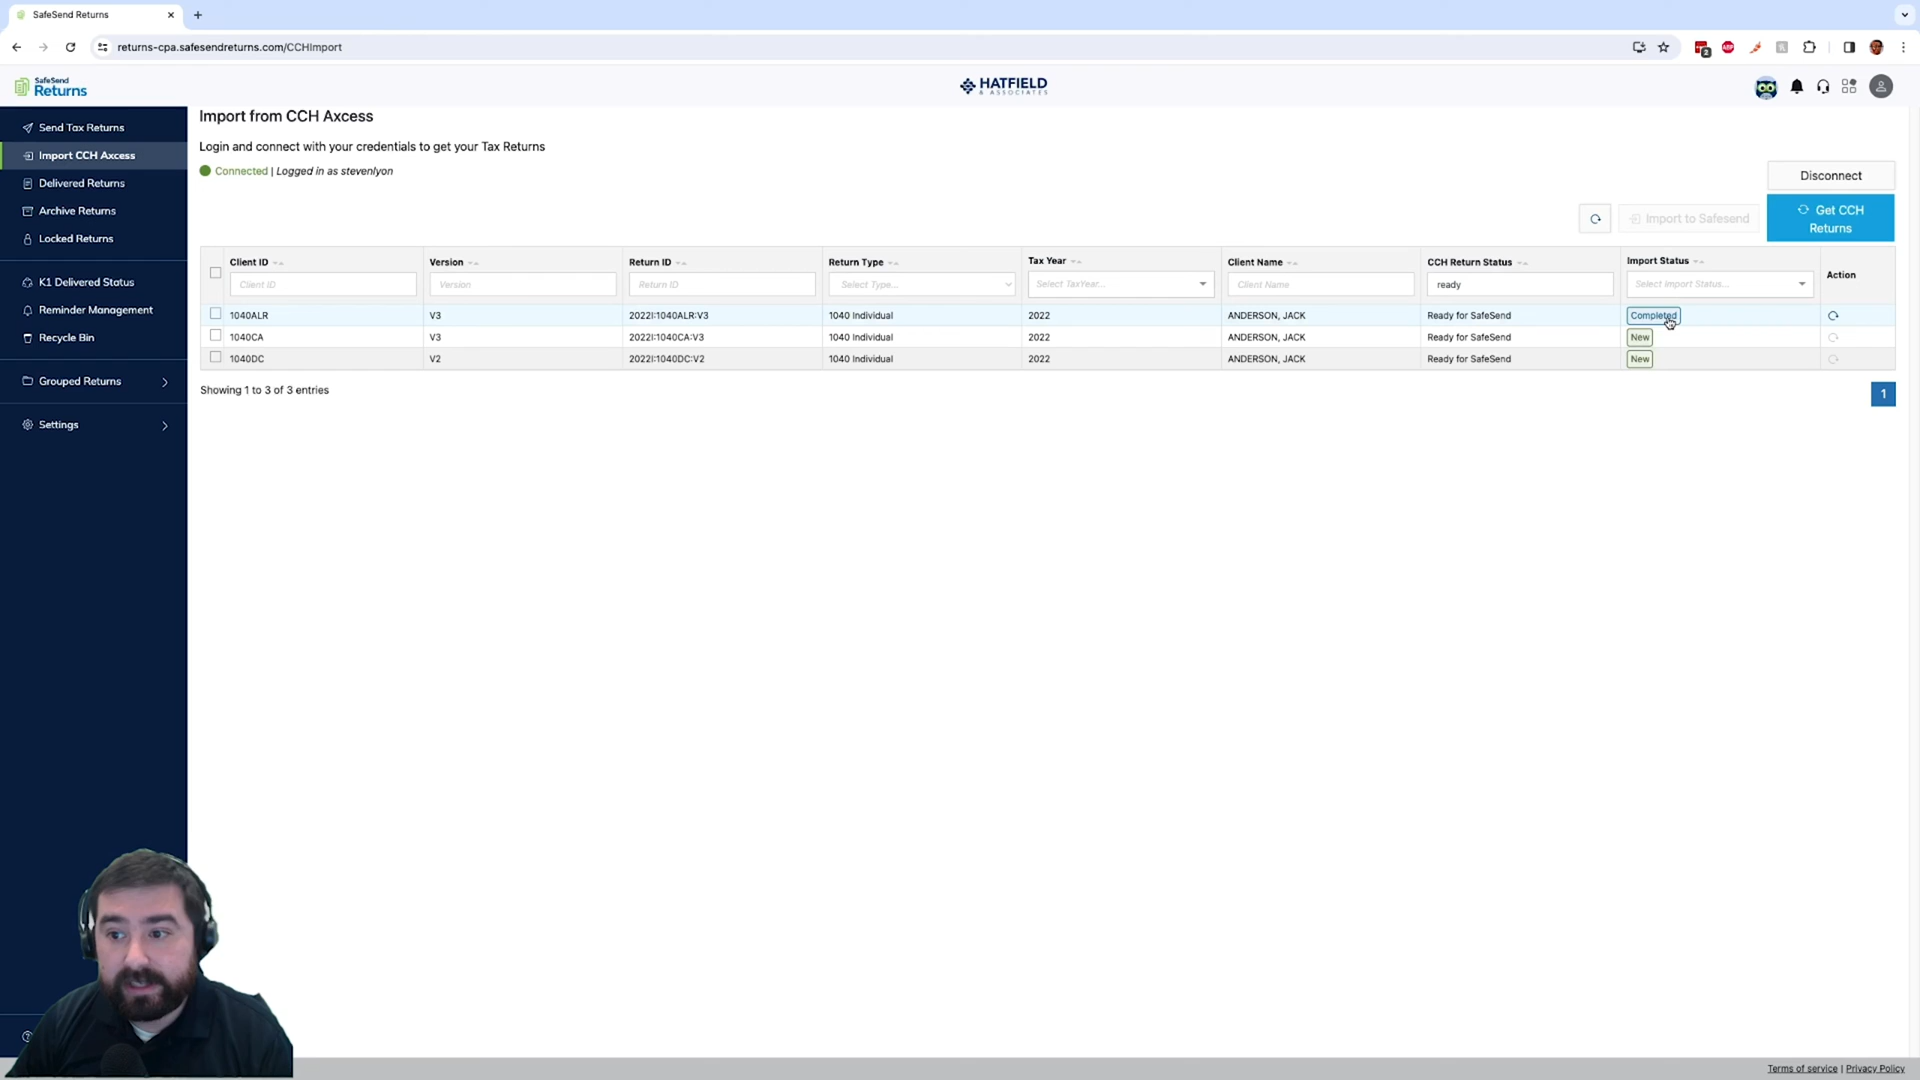 SafeSend Returns
returns-cpa.safesendreturns.com/CCHImport
2
ABP
SafeSend
Returns
HATFIELD
& ASSOCIATES
Send Tax Returns
Import CCH Axcess
Delivered Returns
Archive Returns
Locked Returns
K1 Delivered Status
Reminder Management
Recycle Bin
Grouped Returns
Settings
Import from CCH Axcess
Login and connect with your credentials to get your Tax Returns
Connected | Logged in as stevenlyon
Disconnect
Import to Safesend
Get CCH
Returns
Client ID Version Return ID Return Type Tax Year Client Name CCH Return Status Import Status Action
Client ID Version Return ID Select Type... Select TaxYear... Client Name ready Select Import Status...
1040ALR V3 2022I:1040ALR:V3 1040 Individual 2022 ANDERSON, JACK Ready for SafeSend Completed
1040CA V3 2022I:1040CA:V3 1040 Individual 2022 ANDERSON, JACK Ready for SafeSend New
1040DC V2 2022I:1040DC:V2 1040 Individual 2022 ANDERSON, JACK Ready for SafeSend New
Showing 1 to 3 of 3 entries
1
Terms of service | Privacy Policy